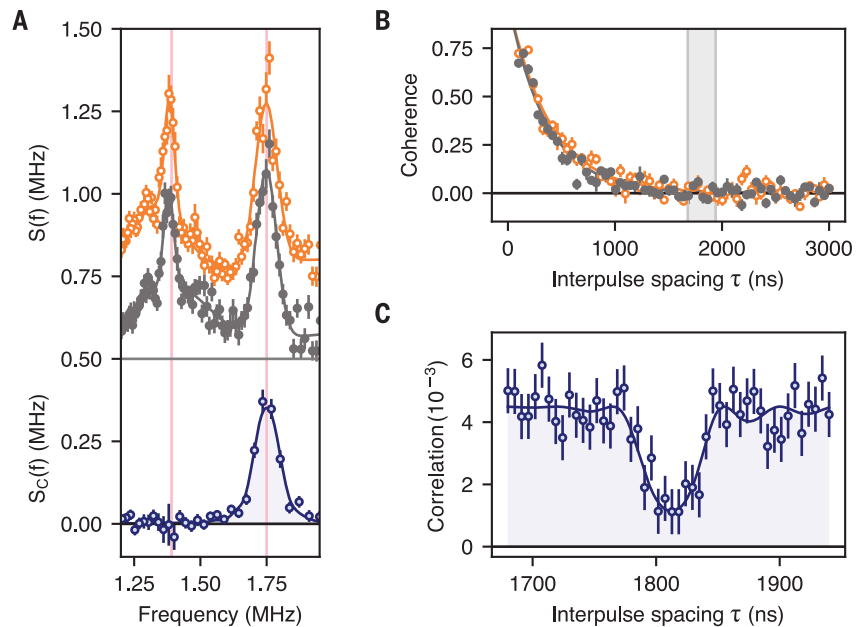 A
S(f) (MHz)
1.50
1.25
1.00
0.75
0.50
S_C(f) (MHz)
0.25
0.00
1.25 1.50 1.75
Frequency (MHz)
B
Coherence
0.75
0.50
0.25
0.00
0 1000 2000 3000
Interpulse spacing τ (ns)
C
Correlation (10⁻³)
6
4
2
0
1700 1800 1900
Interpulse spacing τ (ns)